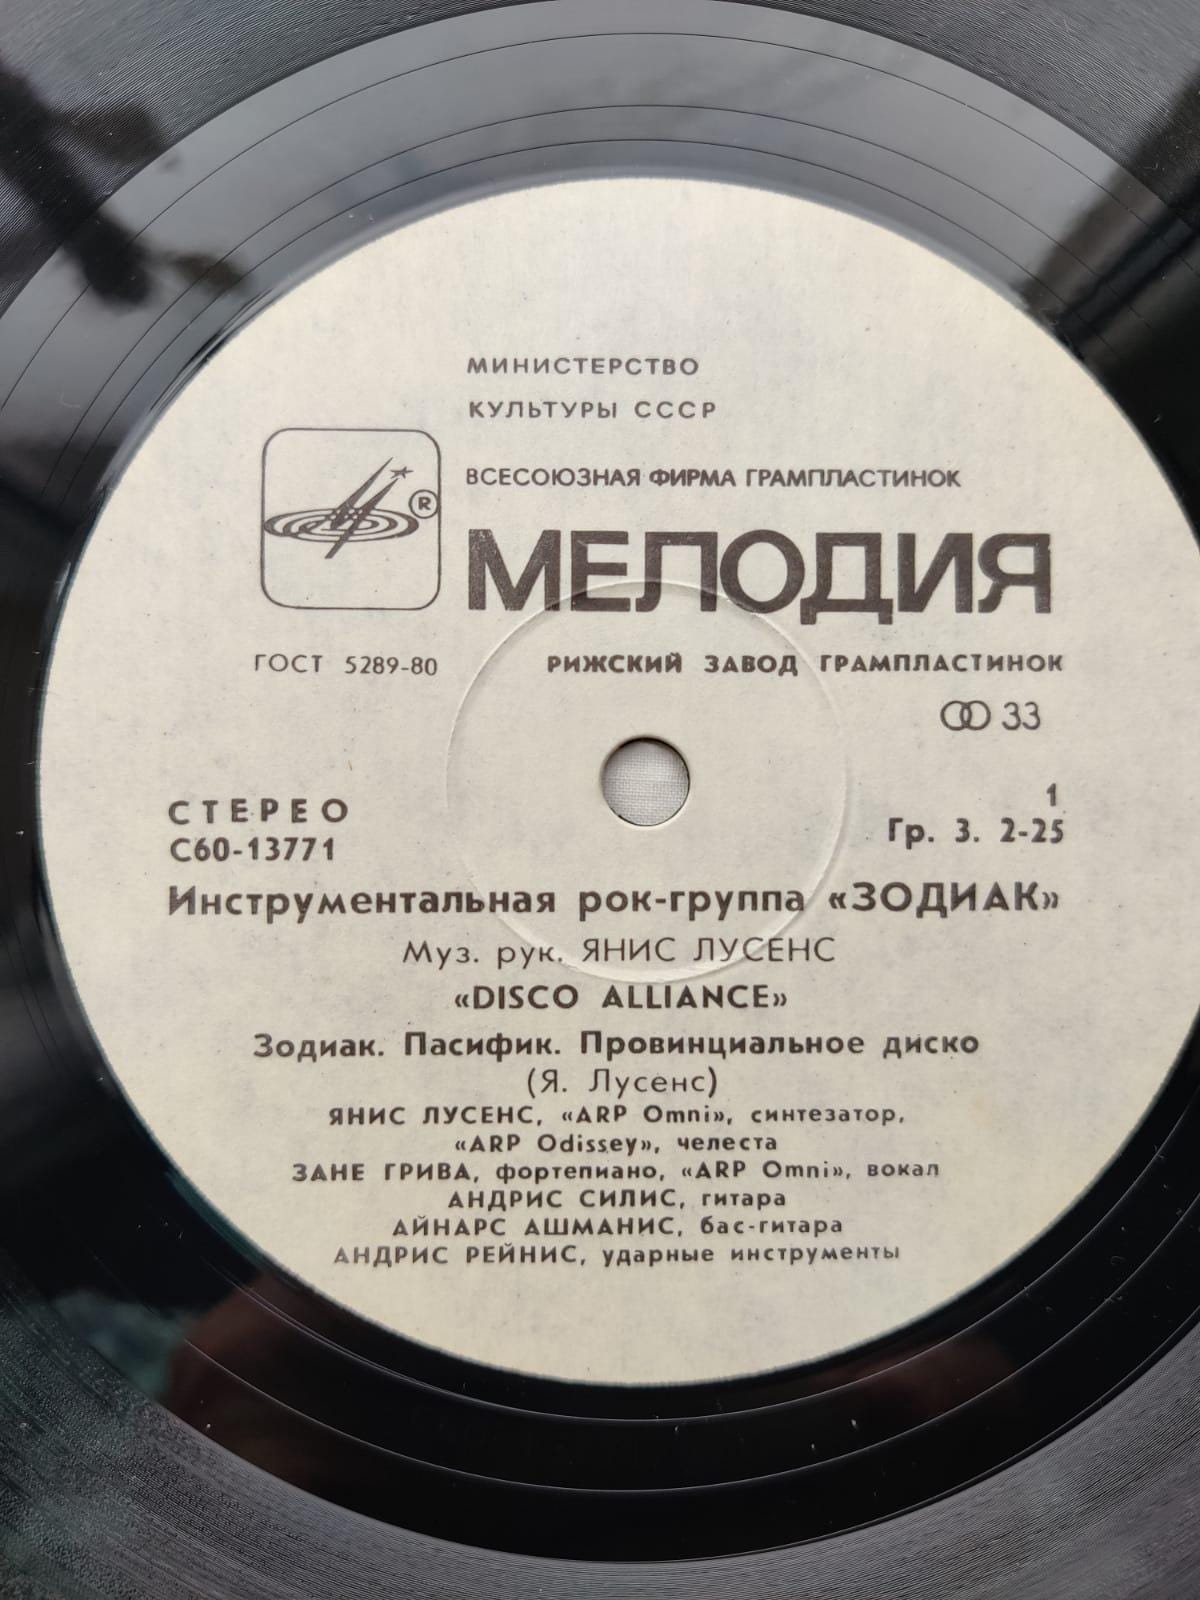 МИНИСТЕРСТВО
КУЛЬТУРЫ СССР
ВСЕСОЮЗНАЯ ФИРМА ГРАМПЛАСТИНОК
®
МЕЛОДИЯ
ГОСТ 5289-80
РИЖСКИЙ ЗАВОД ГРАМПЛАСТИНОК
33
СТЕРЕО
1
С60-13771
Гр. 3. 2-25
Инструментальная рок-группа «ЗОДИАК»
Муз. рук. ЯНИС ЛУСЕНС
«DISCO ALLIANCE»
Зодиак. Пасифик. Провинциальное диско
(Я. Лусенс)
ЯНИС ЛУСЕНС, «ARP Omni», синтезатор,
«ARP Odissey», челеста
ЗАНЕ ГРИВА, фортепиано, «ARP Omni», вокал
АНДРИС СИЛИС, гитара
АЙНАРС АШМАНИС, бас-гитара
АНДРИС РЕЙНИС, ударные инструменты